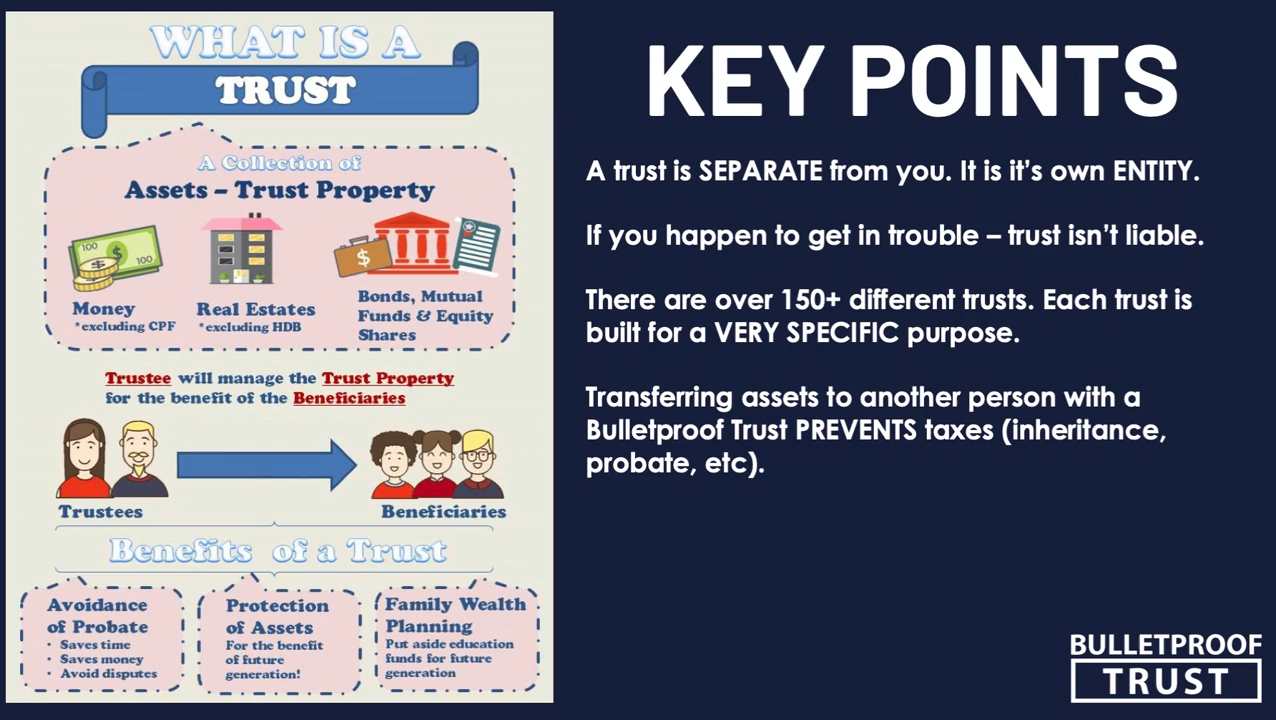 WHAT IS A
TRUST
A Collection of
Assets – Trust Property
100
100
$
$
$
Money
*excluding CPF
Real Estates
*excluding HDB
Bonds, Mutual
Funds & Equity
Shares
Trustee will manage the Trust Property
for the benefit of the Beneficiaries
Trustees
Beneficiaries
Benefits of a Trust
Avoidance
of Probate
• Saves time
• Saves money
• Avoid disputes
Protection
of Assets
For the benefit
of future
generation!
Family Wealth
Planning
Put aside education
funds for future
generation
KEY POINTS
A trust is SEPARATE from you. It is it's own ENTITY.
If you happen to get in trouble – trust isn't liable.
There are over 150+ different trusts. Each trust is
built for a VERY SPECIFIC purpose.
Transferring assets to another person with a
Bulletproof Trust PREVENTS taxes (inheritance,
probate, etc).
BULLETPROOF
TRUST